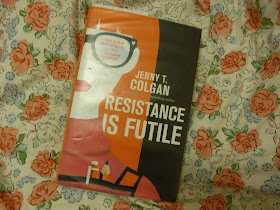 JENNY T.
COLGAN
RESISTANCE
IS FUTILE